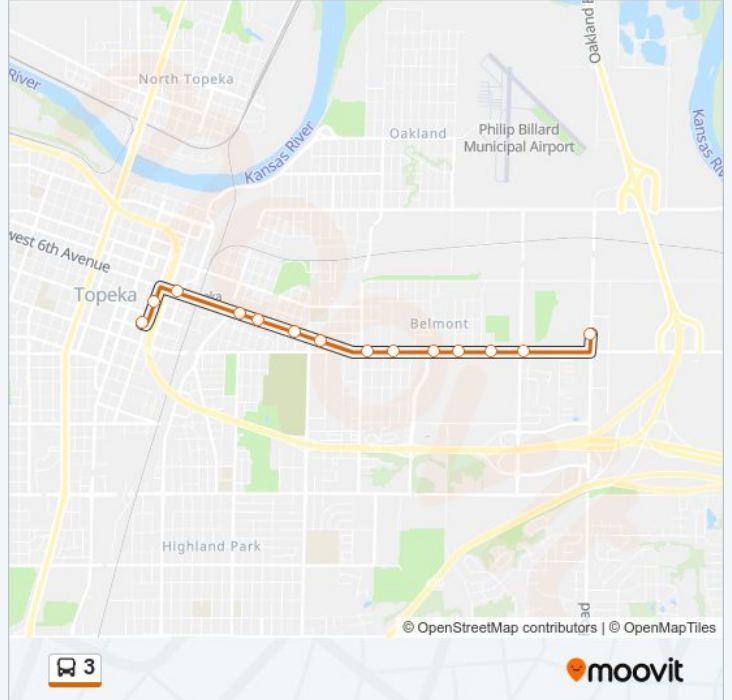 North Topeka
River
Oakland
Oakland
Philip Billard
Municipal Airport
Kansas River
Kansas
west 6th Avenue
Topeka
Belmont
Highland Park
© OpenStreetMap contributors | © OpenMapTiles
3
moovit